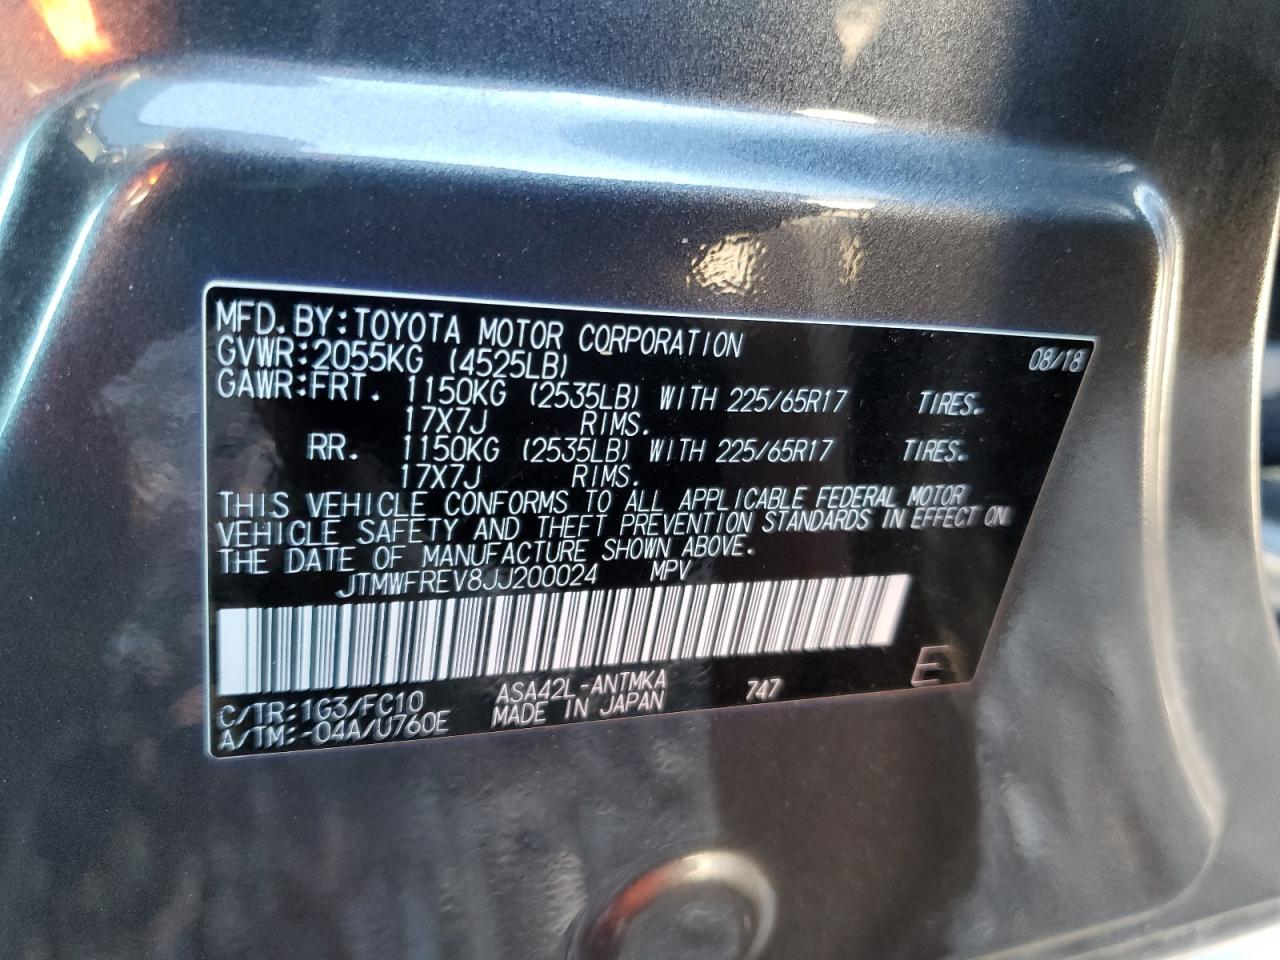 MFD. BY: TOYOTA MOTOR CORPORATION 08/18
GVWR: 2055KG (4525LB)
GAWR: FRT. 1150KG (2535LB) WITH 225/65R17 TIRES.
17X7J RIMS.
RR. 1150KG (2535LB) WITH 225/65R17 TIRES.
17X7J RIMS.
THIS VEHICLE CONFORMS TO ALL APPLICABLE FEDERAL MOTOR
VEHICLE SAFETY AND THEFT PREVENTION STANDARDS IN EFFECT ON
THE DATE OF MANUFACTURE SHOWN ABOVE.
JTMWFREV8JJ200024 MPV
C/TR: 1G3/FC10 ASA42L-ANTMKA 747 E
A/TM: -04A/U760E MADE IN JAPAN